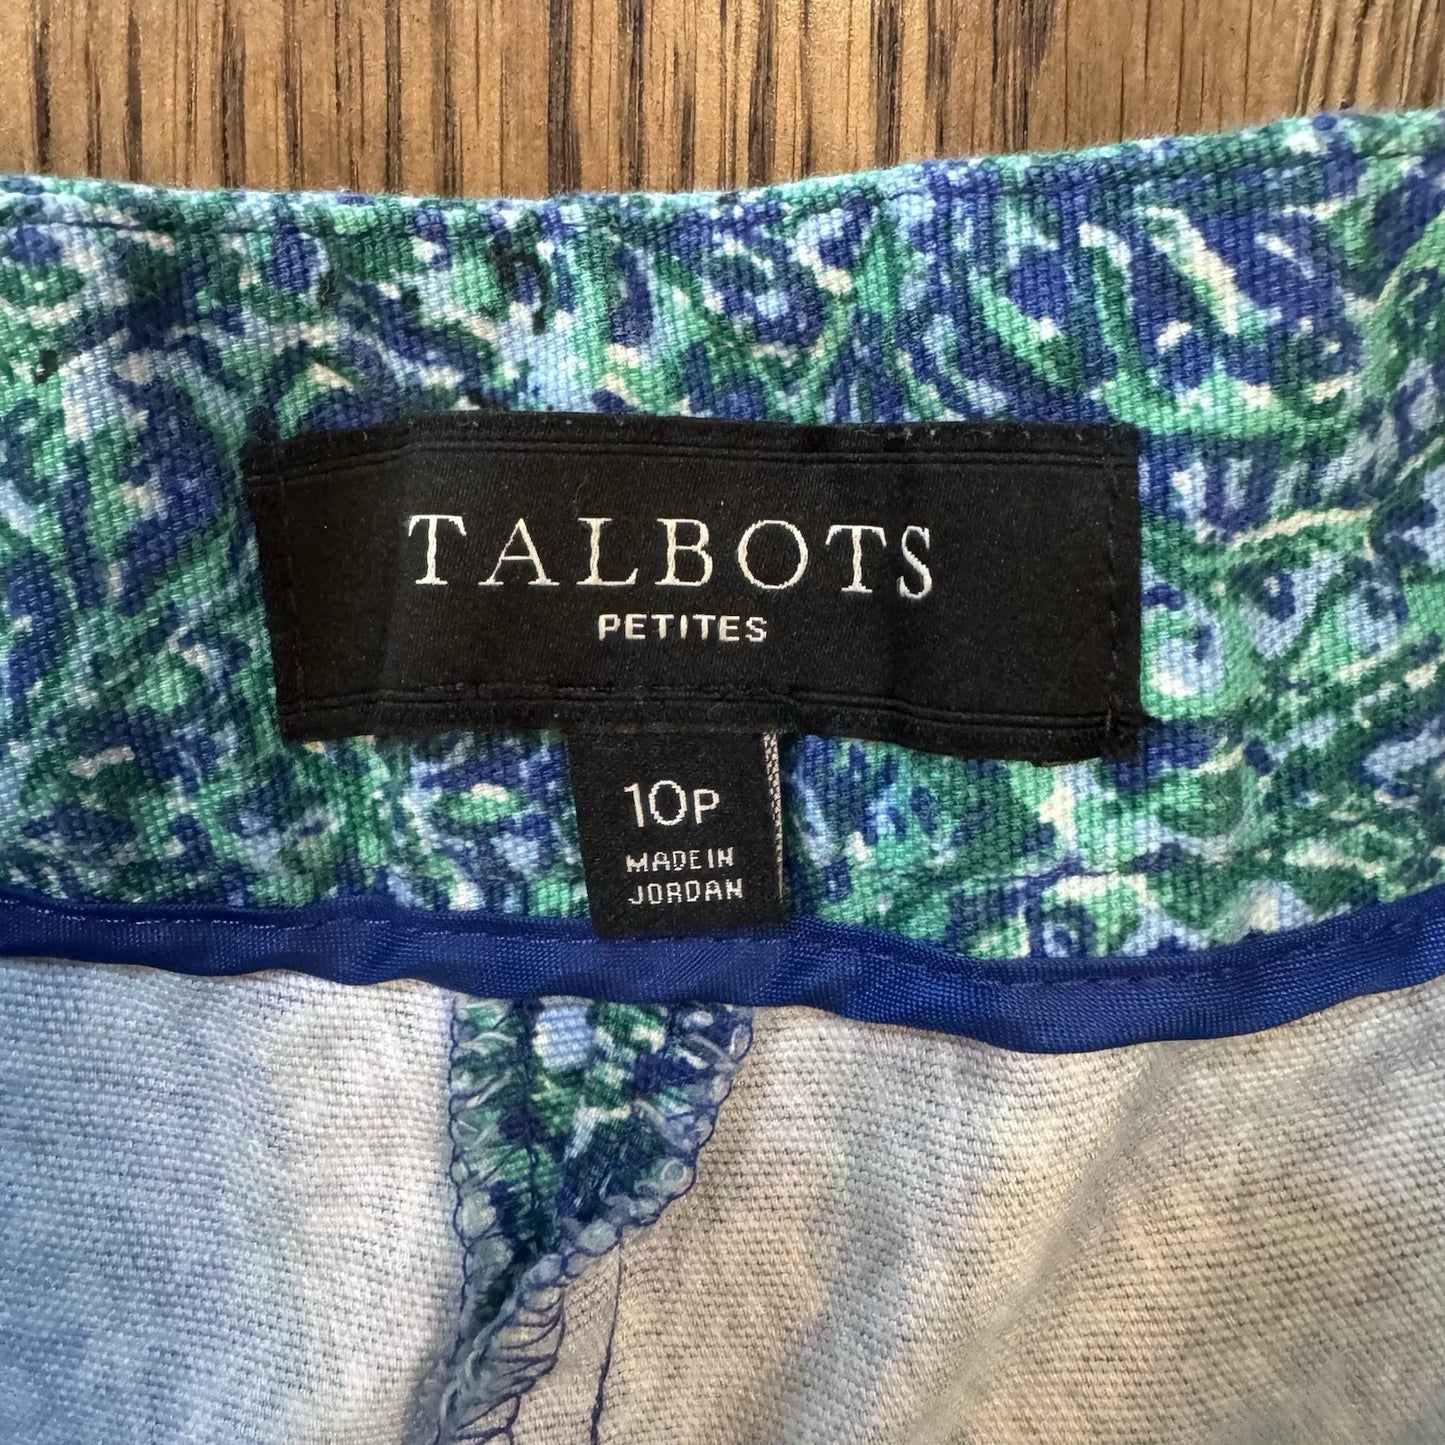 TALBOTS
PETITES
10P
MADE IN
JORDAN